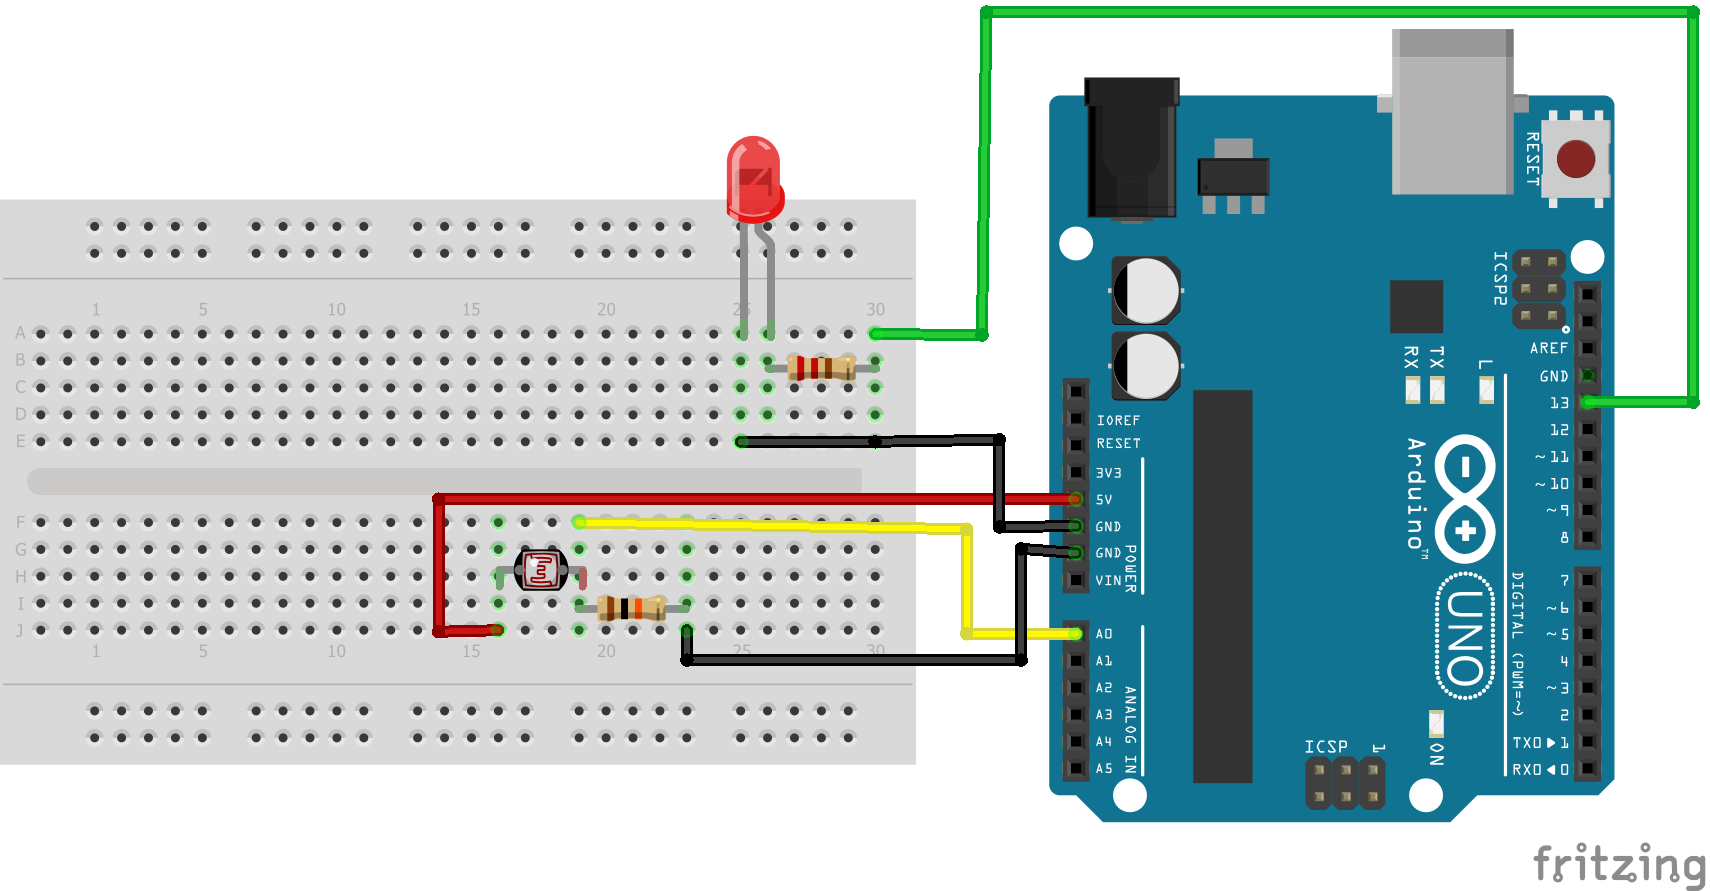 1 5 10 15 20 25 30
A
B
C
D
E
F
G
H
I
J
1 5 10 15 20 25 30
RESET
ICSP2
AREF
GND
13
12
~11
~10
~9
8
7
~6
~5
4
~3
2
TX0▶1
RX0◀0
RX
TX
L
IOREF
RESET
3V3
5V
GND
GND
VIN
POWER
A0
A1
A2
A3
A4
A5
ANALOG IN
Arduino™
UNO
DIGITAL (PWM=~)
ICSP 1
ON
fritzing